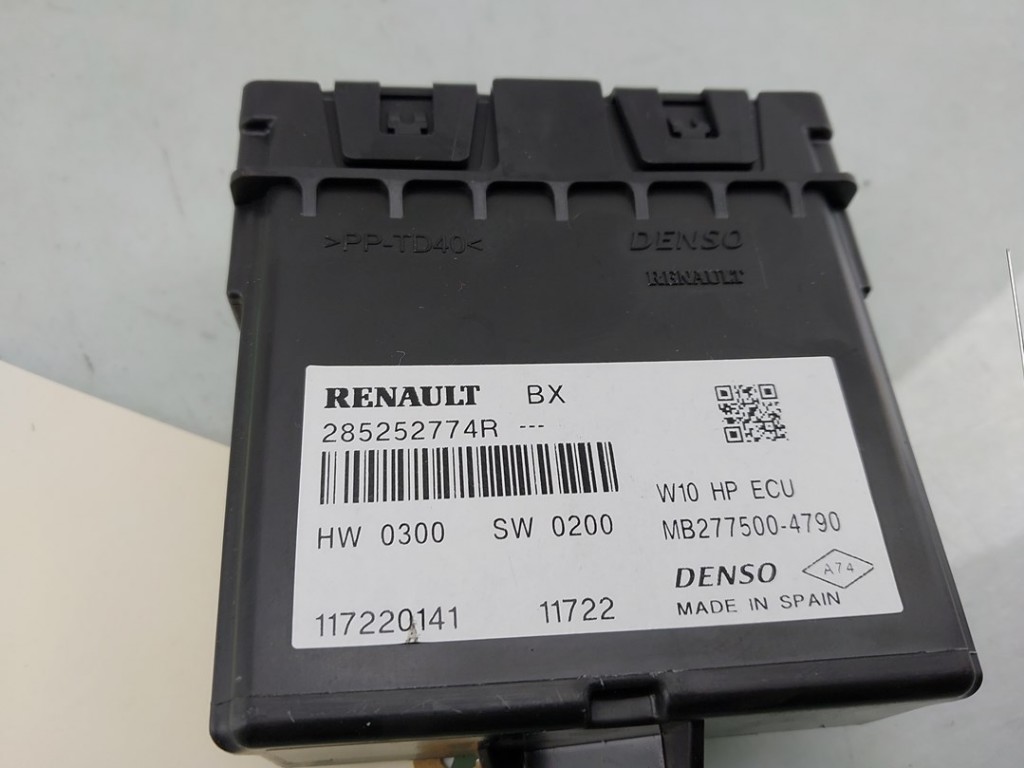 >PP-TD40<
DENSO
RENAULT
RENAULT BX
285252774R ---
W10 HP ECU
HW 0300 SW 0200
MB277500-4790
DENSO A74
MADE IN SPAIN
117220141 11722